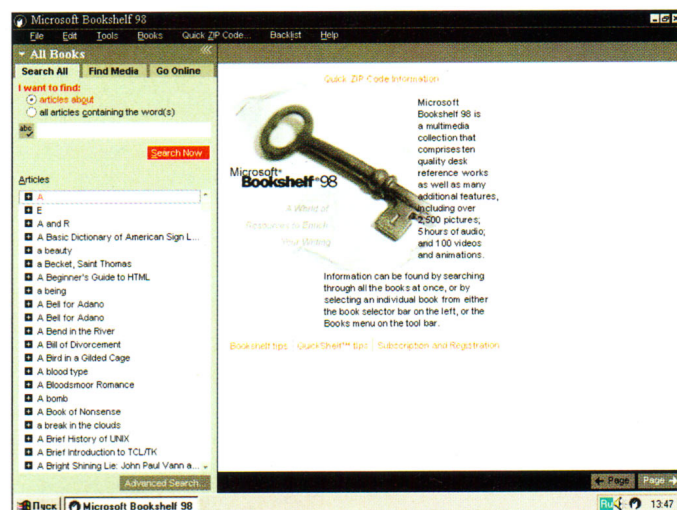 Microsoft Bookshelf 98
File Edit Tools Books Quick ZIP Code... Backlist Help
All Books
Search All Find Media Go Online
I want to find:
articles about
all articles containing the word(s)
abc
Search Now
Articles
A
E
A and R
A Basic Dictionary of American Sign L...
a beauty
a Becket, Saint Thomas
A Beginner's Guide to HTML
a being
A Bell for Adano
A Bell for Adano
A Bend in the River
A Bill of Divorcement
A Bird in a Gilded Cage
A blood type
A Bloodsmoor Romance
A bomb
A Book of Nonsense
a break in the clouds
A Brief History of UNIX
A Brief Introduction to TCL/TK
A Bright Shining Lie: John Paul Vann a...
Advanced Search...
Quick ZIP Code Information
Microsoft
Bookshelf 98 is
a multimedia
collection that
comprises ten
quality desk
reference works
as well as many
additional features,
including over
2,500 pictures;
5 hours of audio;
and 100 videos
and animations.
Microsoft®
Bookshelf®98
A World of
Resources to Enrich
Your Writing
Information can be found by searching
through all the books at once, or by
selecting an individual book from either
the book selector bar on the left, or the
Books menu on the tool bar.
Bookshelf tips | QuickShelf™ tips | Subscription and Registration
← Page Page →
Пуск Microsoft Bookshelf 98 Ru 13:47